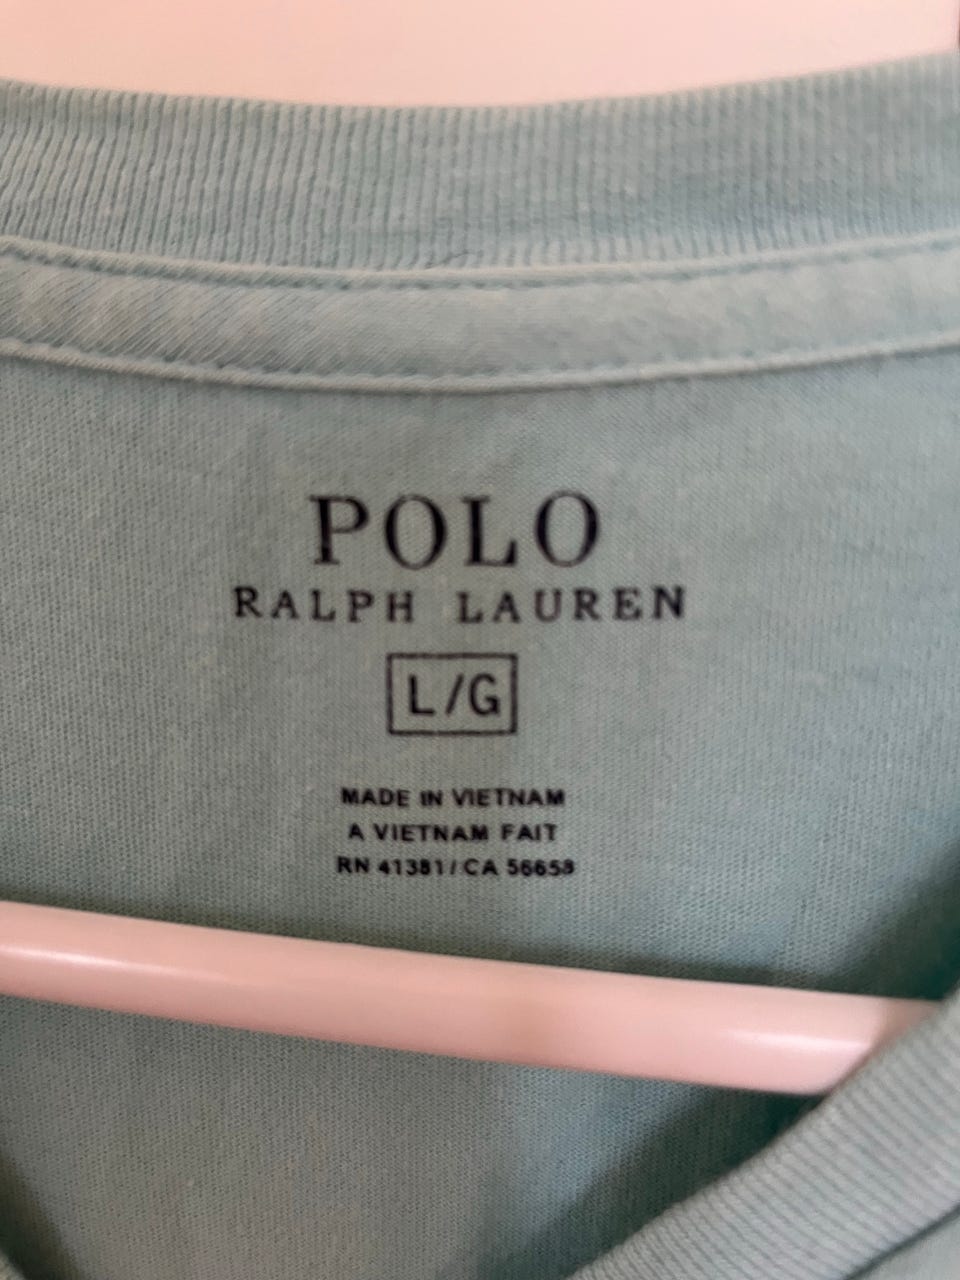 POLO
RALPH LAUREN
L/G
MADE IN VIETNAM
A VIETNAM FAIT
RN 41381/CA 56658